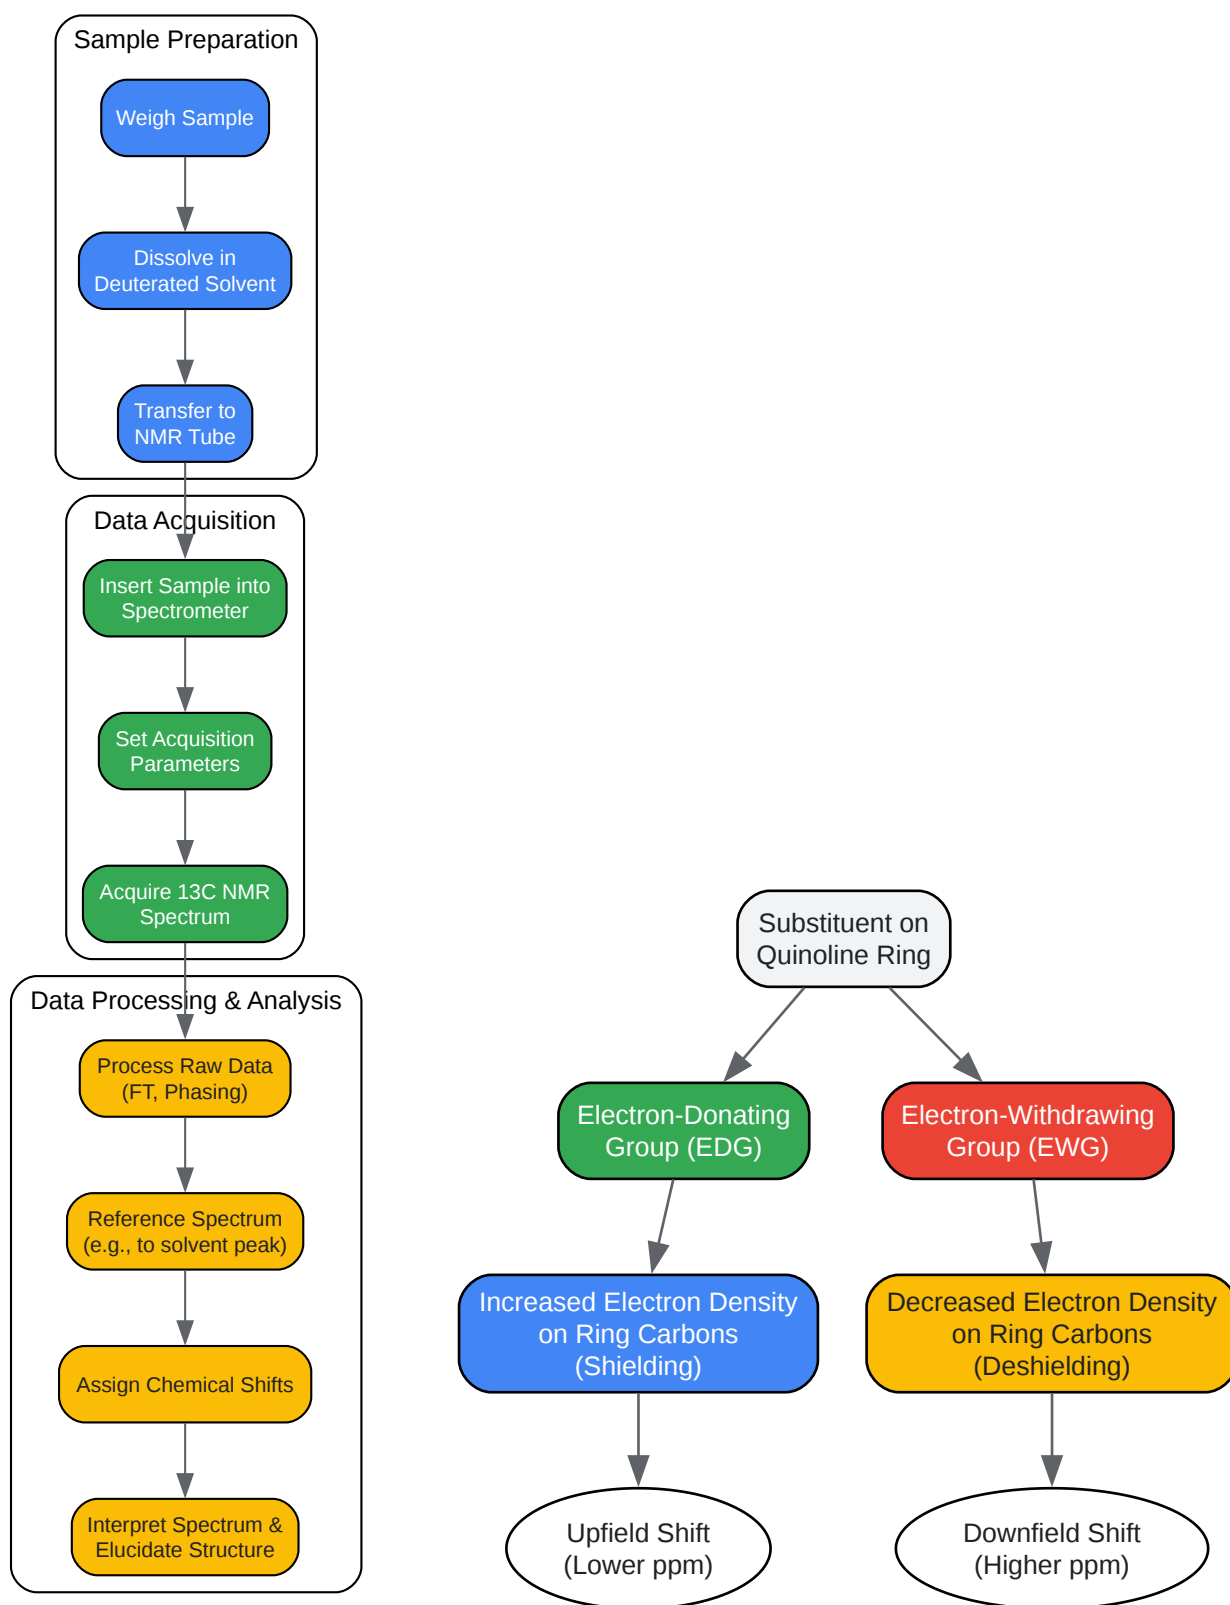 Sample Preparation
Weigh Sample
Dissolve in
Deuterated Solvent
Transfer to
NMR Tube
Data Acquisition
Insert Sample into
Spectrometer
Set Acquisition
Parameters
Acquire 13C NMR
Spectrum
Data Processing & Analysis
Process Raw Data
(FT, Phasing)
Reference Spectrum
(e.g., to solvent peak)
Assign Chemical Shifts
Interpret Spectrum &
Elucidate Structure
Substituent on
Quinoline Ring
Electron-Donating
Group (EDG)
Electron-Withdrawing
Group (EWG)
Increased Electron Density
on Ring Carbons
(Shielding)
Decreased Electron Density
on Ring Carbons
(Deshielding)
Upfield Shift
(Lower ppm)
Downfield Shift
(Higher ppm)